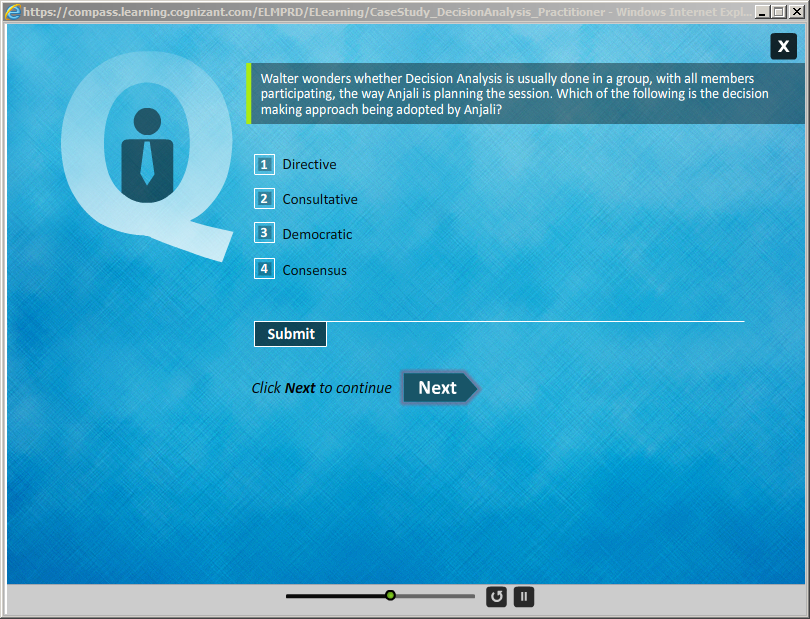 https://compass.learning.cognizant.com/ELMPRD/ELearning/CaseStudy_DecisionAnalysis_Practitioner - Windows Internet Expl...
X
Walter wonders whether Decision Analysis is usually done in a group, with all members
participating, the way Anjali is planning the session. Which of the following is the decision
making approach being adopted by Anjali?
1 Directive
2 Consultative
3 Democratic
4 Consensus
Submit
Click Next to continue Next